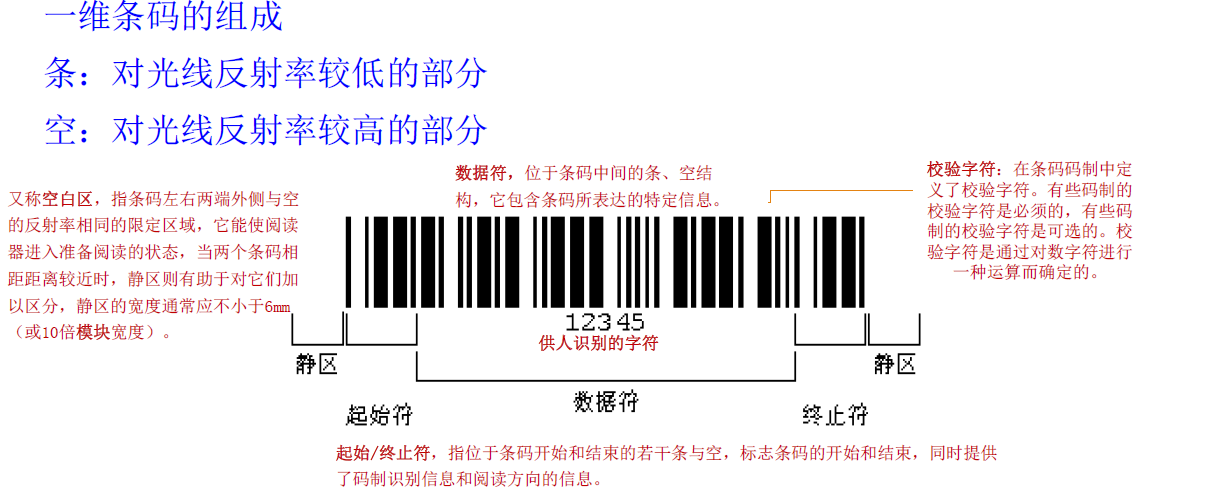 一维条码的组成
条：对光线反射率较低的部分
空：对光线反射率较高的部分
又称空白区，指条码左右两端外侧与空
的反射率相同的限定区域，它能使阅读
器进入准备阅读的状态，当两个条码相
距距离较近时，静区则有助于对它们加
以区分，静区的宽度通常应不小于6mm
（或10倍模块宽度）。
数据符，位于条码中间的条、空结
构，它包含条码所表达的特定信息。
校验字符：在条码码制中定
义了校验字符。有些码制的
校验字符是必须的，有些码
制的校验字符是可选的。校
验字符是通过对数字符进行
一种运算而确定的。
12345
供人识别的字符
静区
静区
起始符
数据符
终止符
起始/终止符，指位于条码开始和结束的若干条与空，标志条码的开始和结束，同时提供
了码制识别信息和阅读方向的信息。